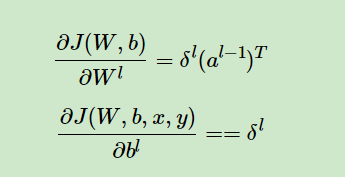 ∂J(W, b)/∂W^l = δ^l(a^{l−1})^T
∂J(W, b, x, y)/∂b^l == δ^l